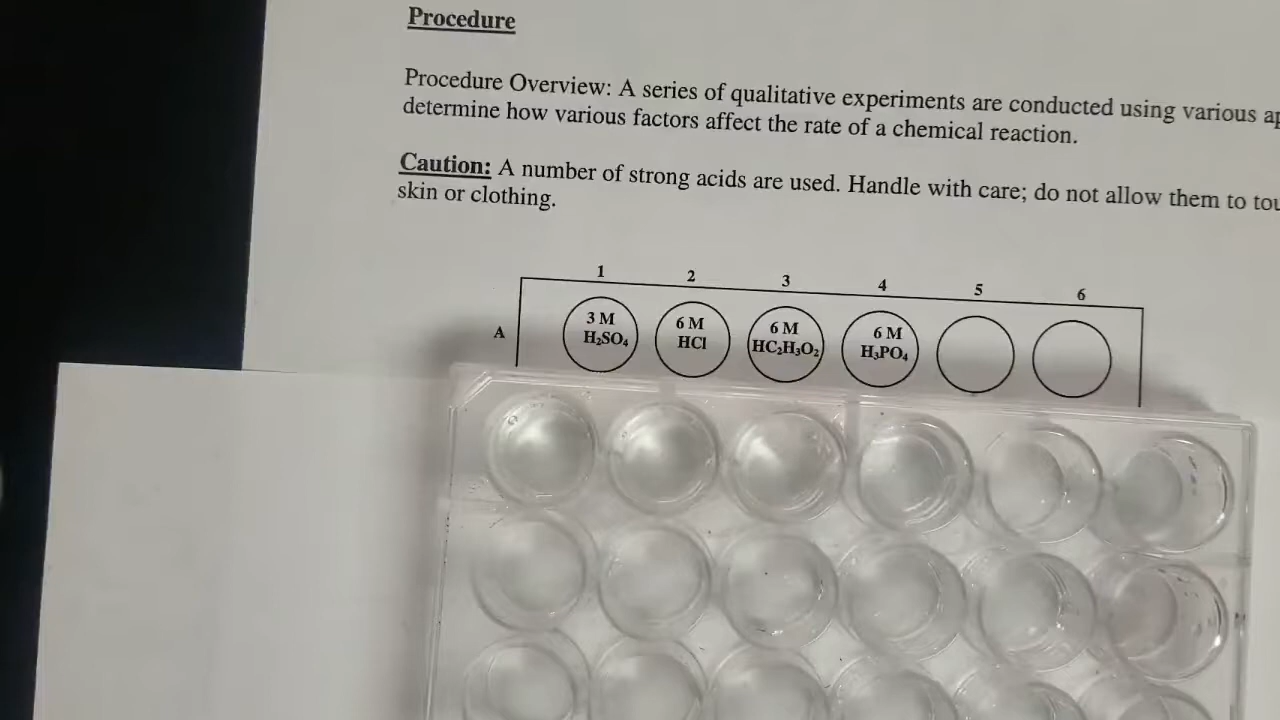 Procedure
Procedure Overview: A series of qualitative experiments are conducted using various
determine how various factors affect the rate of a chemical reaction.
Caution: A number of strong acids are used. Handle with care; do not allow them to
skin or clothing.
1 2 3 4 5 6
A
3 M
H₂SO₄
6 M
HCl
6 M
HC₂H₃O₂
6 M
H₃PO₄